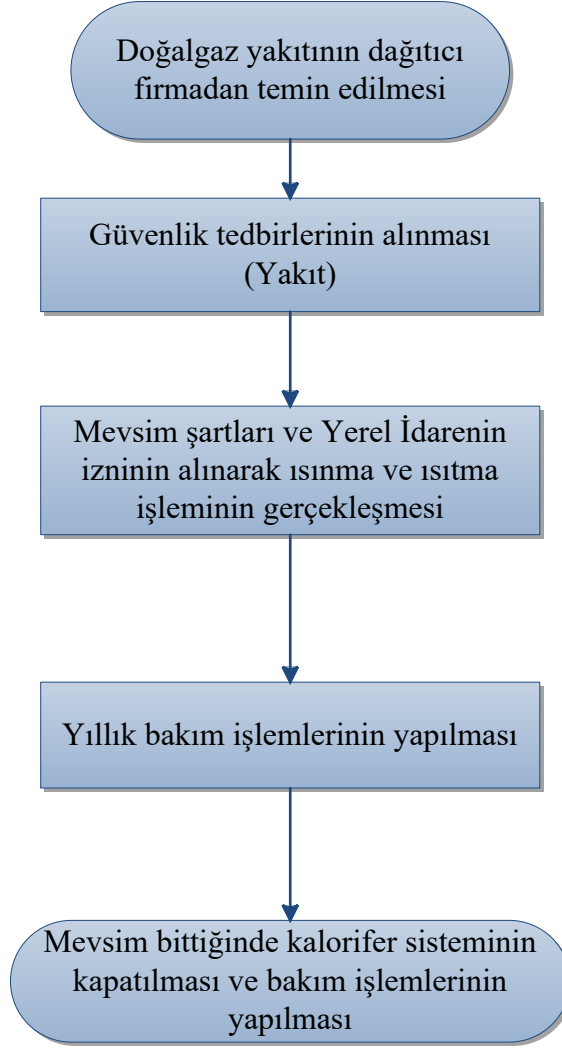 Doğalgaz yakıtının dağıtıcı
firmadan temin edilmesi
Güvenlik tedbirlerinin alınması
(Yakıt)
Mevsim şartları ve Yerel İdarenin
izninin alınarak ısınma ve ısıtma
işleminin gerçekleşmesi
Yıllık bakım işlemlerinin yapılması
Mevsim bittiğinde kalorifer sisteminin
kapatılması ve bakım işlemlerinin
yapılması